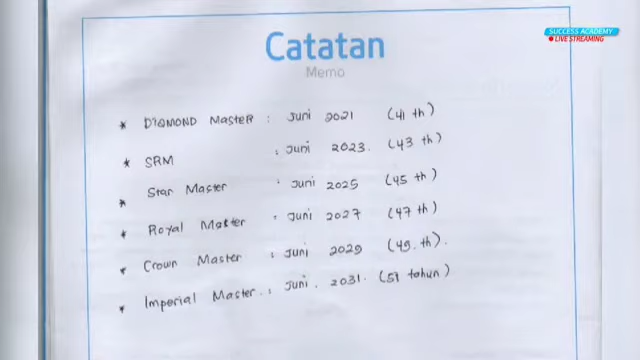 SUCCESS ACADEMY
LIVE STREAMING
Catatan
Memo
* DIAMOND Master : Juni 2021 (41 th)
* SRM : Juni 2023. (43 th)
* Star Master : Juni 2025 (45 th)
* Royal Master : Juni 2027 (47 th)
* Crown Master : Juni 2029 (49. th).
* Imperial Master. : Juni. 2031. (51 tahun)